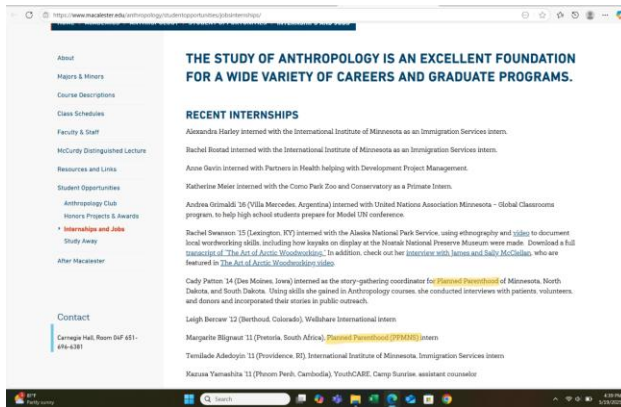 https://www.macalester.edu/anthropology/studentopportunities/jobsinternships/
About
Majors & Minors
Course Descriptions
Class Schedules
Faculty & Staff
McCurdy Distinguished Lecture
Resources and Links
Student Opportunities
Anthropology Club
Honors Projects & Awards
Internships and Jobs
Study Away
After Macalester
Contact
Carnegie Hall, Room 04F 651-
696-6381
THE STUDY OF ANTHROPOLOGY IS AN EXCELLENT FOUNDATION
FOR A WIDE VARIETY OF CAREERS AND GRADUATE PROGRAMS.
RECENT INTERNSHIPS
Alexandra Harley interned with the International Institute of Minnesota as an Immigration Services intern.
Rachel Rostad interned with the International Institute of Minnesota as an Immigration Services intern.
Anne Gavin interned with Partners in Health helping with Development Project Management.
Katherine Meier interned with the Como Park Zoo and Conservatory as a Primate Intern.
Andrea Grimaldi '16 (Villa Mercedes, Argentina) interned with United Nations Association Minnesota – Global Classrooms
program, to help high school students prepare for Model UN conference.
Rachel Swanson '15 (Lexington, KY) interned with the Alaska National Park Service, using ethnography and video to document
local wordworking skills, including how kayaks on display at the Noatak National Preserve Museum were made. Download a full
transcript of "The Art of Arctic Woodworking." In addition, check out her interview with James and Sally McClellan, who are
featured in The Art of Arctic Woodworking video.
Cady Patton '14 (Des Moines, Iowa) interned as the story-gathering coordinator for Planned Parenthood of Minnesota, North
Dakota, and South Dakota. Using skills she gained in Anthropology courses, she conducted interviews with patients, volunteers,
and donors and incorporated their stories in public outreach.
Leigh Bercaw '12 (Berthoud, Colorado), Wellshare International intern
Margarite Blignaut '11 (Pretoria, South Africa), Planned Parenthood (PPMNS) intern
Temilade Adedoyin '11 (Providence, RI), International Institute of Minnesota, Immigration Services intern
Kazusa Yamashita '11 (Phnom Penh, Cambodia), YouthCARE, Camp Sunrise, assistant counselor
Partly sunny
Search